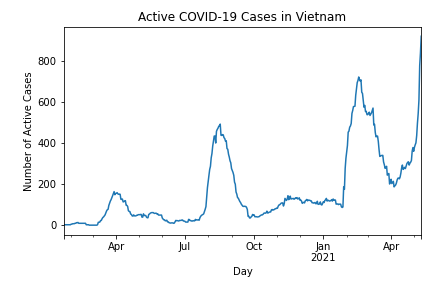 Active COVID-19 Cases in Vietnam
Number of Active Cases
800
600
400
200
0
Apr
Jul
Oct
Jan
2021
Apr
Day